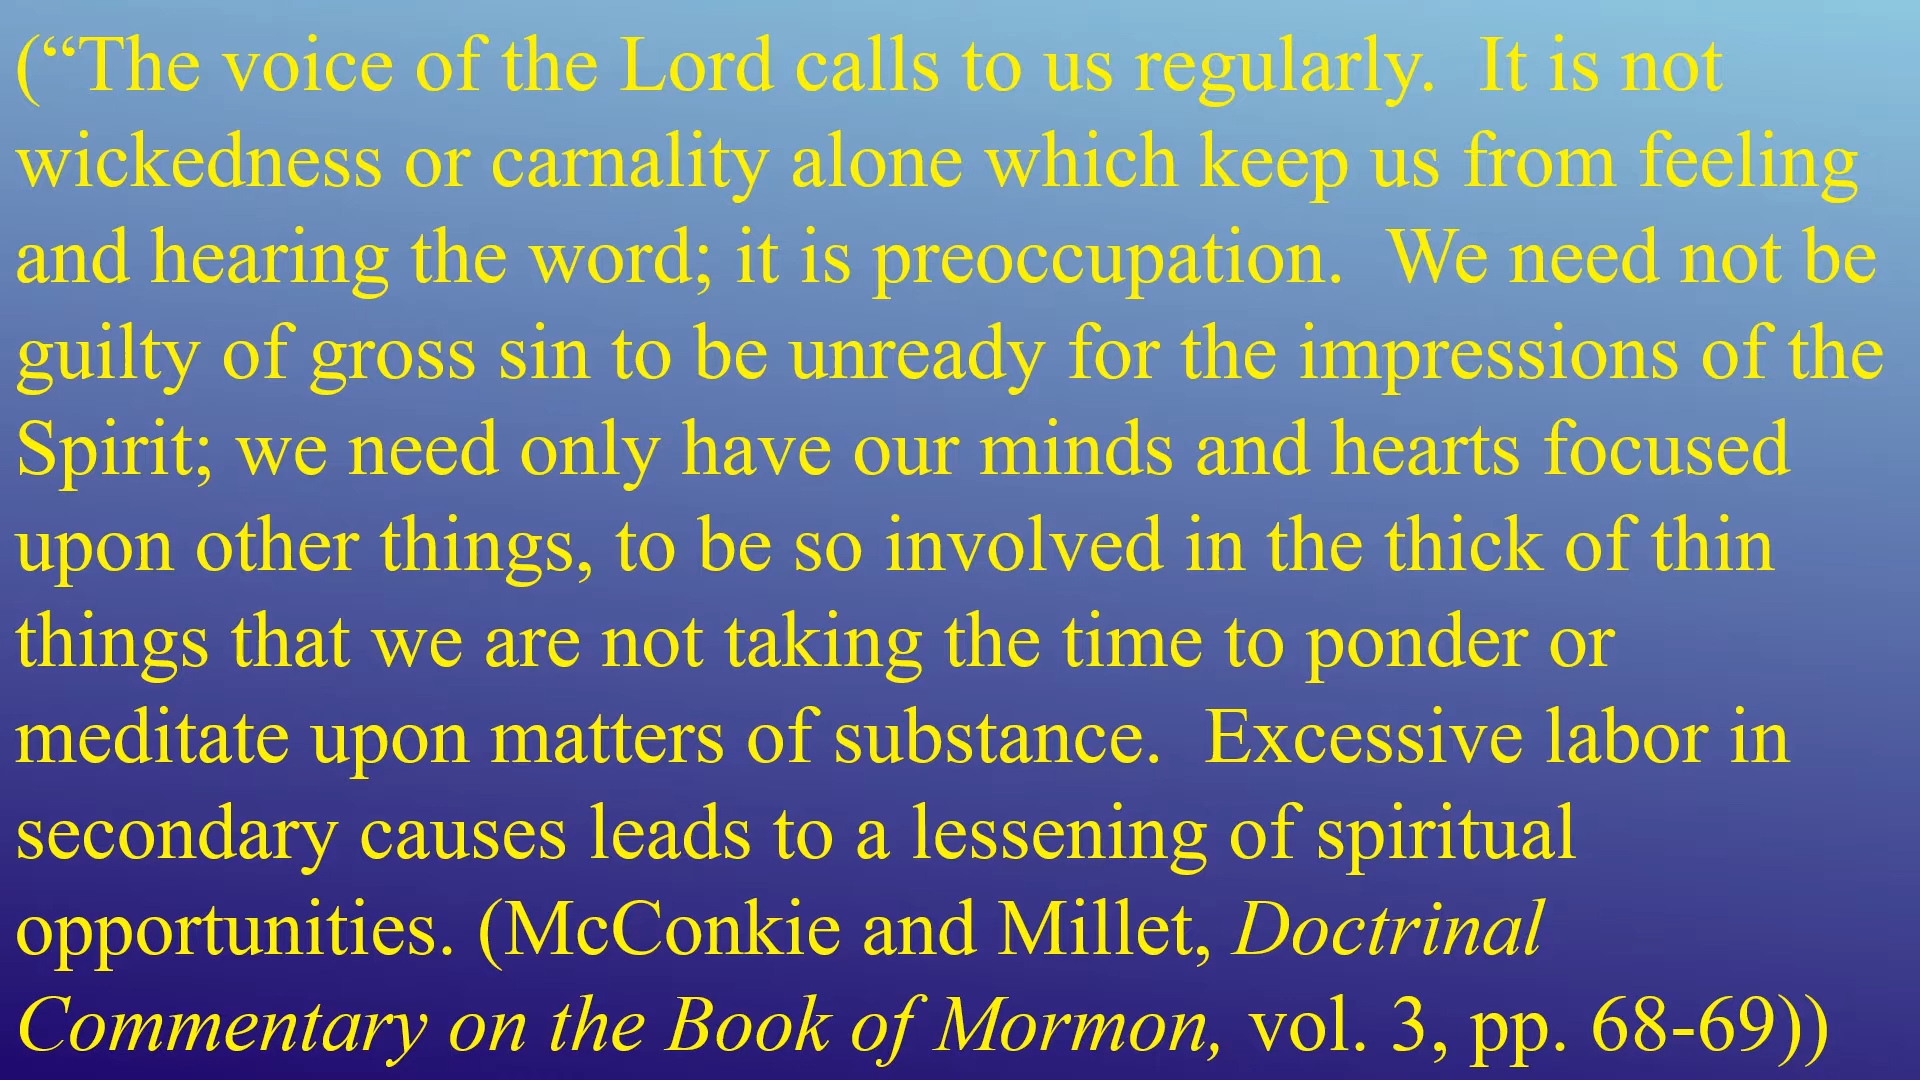 (“The voice of the Lord calls to us regularly.  It is not
wickedness or carnality alone which keep us from feeling
and hearing the word; it is preoccupation.  We need not be
guilty of gross sin to be unready for the impressions of the
Spirit; we need only have our minds and hearts focused
upon other things, to be so involved in the thick of thin
things that we are not taking the time to ponder or
meditate upon matters of substance.  Excessive labor in
secondary causes leads to a lessening of spiritual
opportunities. (McConkie and Millet, Doctrinal
Commentary on the Book of Mormon, vol. 3, pp. 68-69))